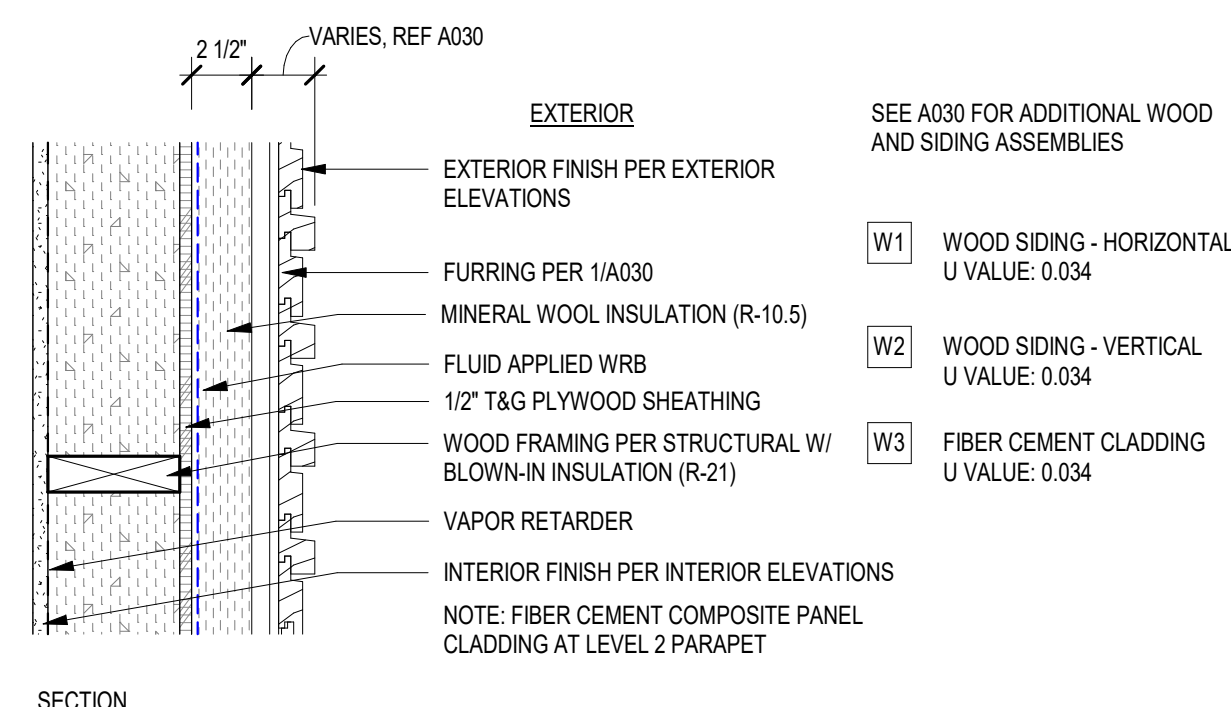 2 1/2"
VARIES, REF A030
EXTERIOR
EXTERIOR FINISH PER EXTERIOR
ELEVATIONS
FURRING PER 1/A030
MINERAL WOOL INSULATION (R-10.5)
FLUID APPLIED WRB
1/2" T&G PLYWOOD SHEATHING
WOOD FRAMING PER STRUCTURAL W/
BLOWN-IN INSULATION (R-21)
VAPOR RETARDER
INTERIOR FINISH PER INTERIOR ELEVATIONS
NOTE: FIBER CEMENT COMPOSITE PANEL
CLADDING AT LEVEL 2 PARAPET
SEE A030 FOR ADDITIONAL WOOD
AND SIDING ASSEMBLIES
W1 WOOD SIDING - HORIZONTAL
U VALUE: 0.034
W2 WOOD SIDING - VERTICAL
U VALUE: 0.034
W3 FIBER CEMENT CLADDING
U VALUE: 0.034
SECTION